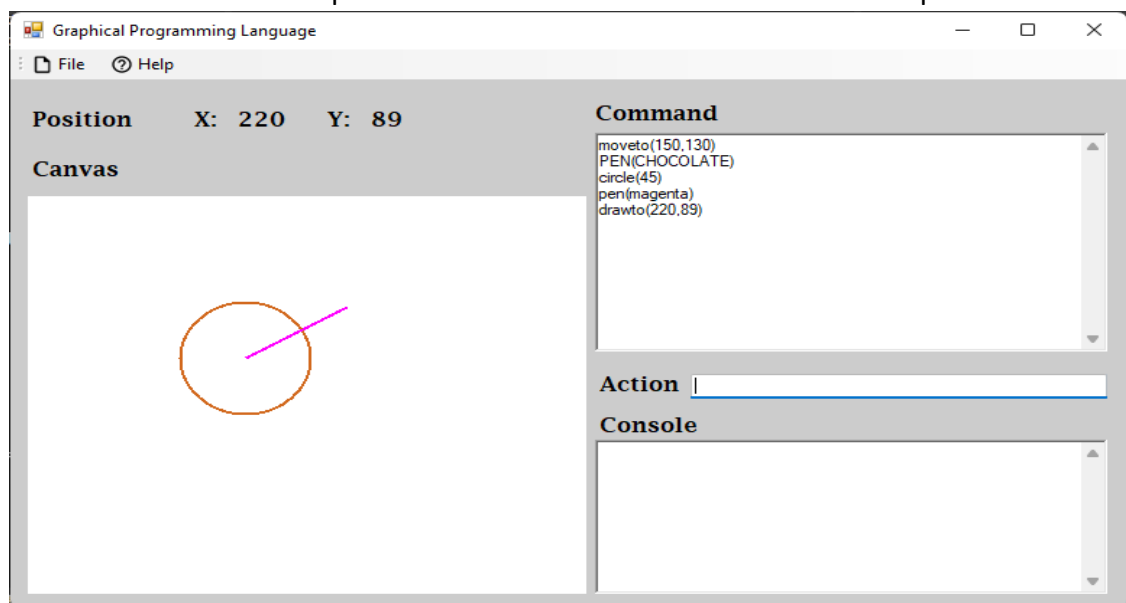 Graphical Programming Language
File Help
Position X: 220 Y: 89
Canvas
Command
moveto(150,130)
PEN(CHOCOLATE)
circle(45)
pen(magenta)
drawto(220,89)
Action
Console